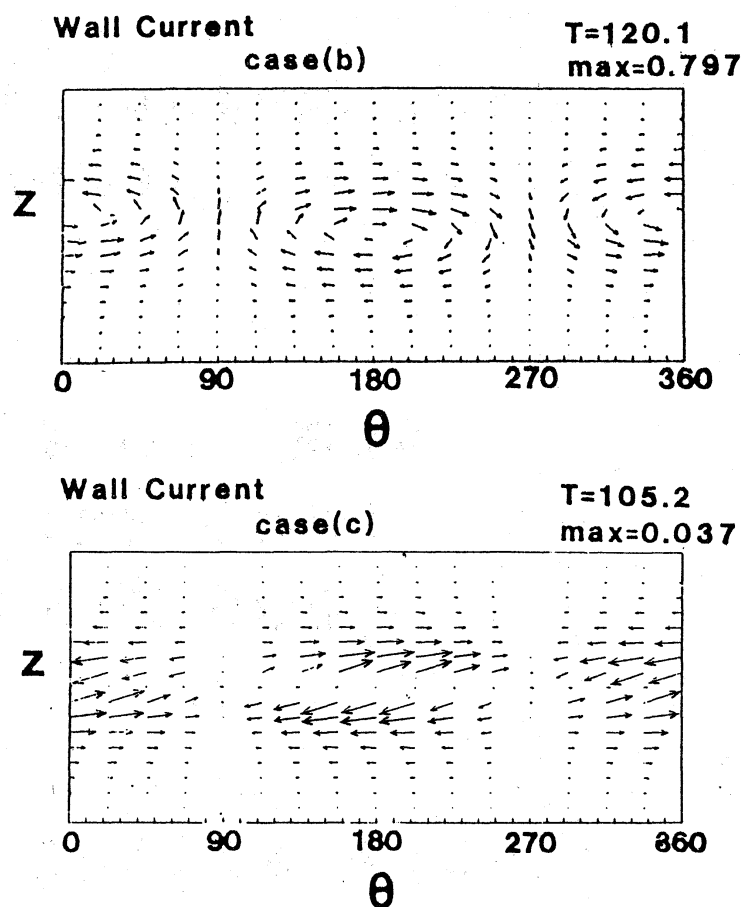 Wall Current
case(b)
T=120.1
max=0.797
Z
0 90 180 270 360
θ
Wall Current
case(c)
T=105.2
max=0.037
Z
0 90 180 270 360
θ